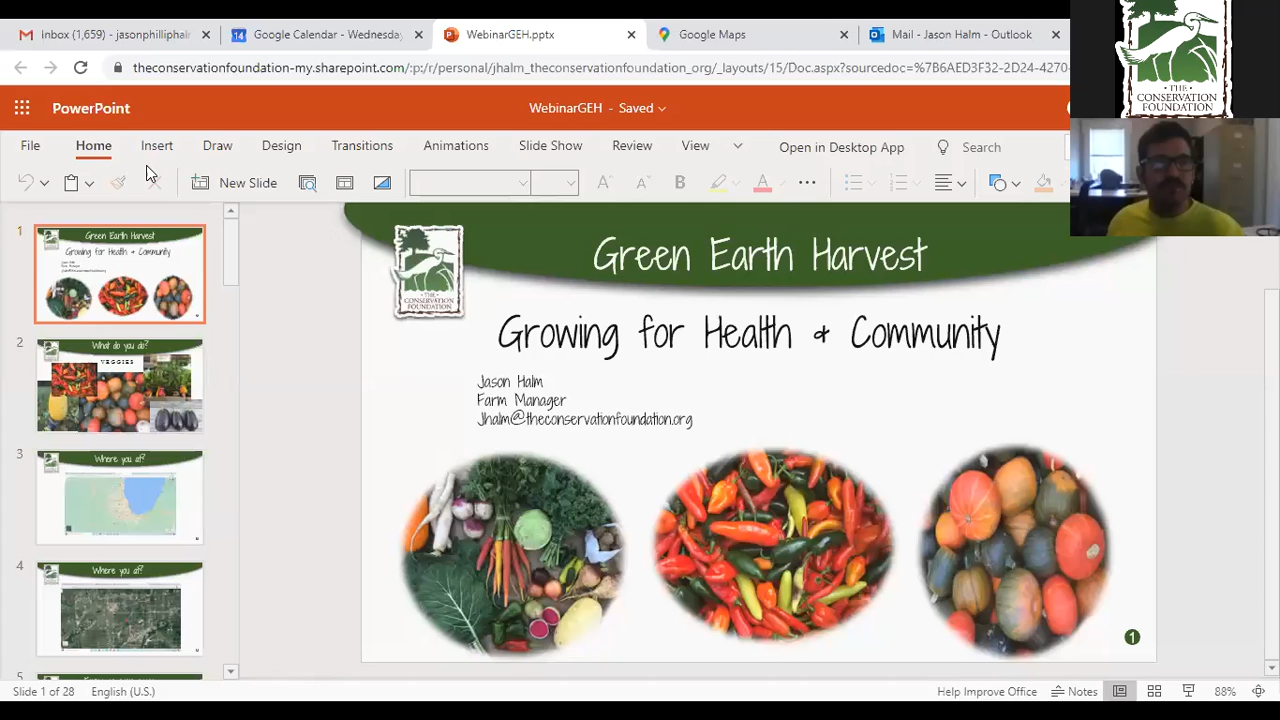 Inbox (1,659) - jasonphilliphal
Google Calendar - Wednesday,
WebinarGEH.pptx
Google Maps
Mail - Jason Halm - Outlook
theconservationfoundation-my.sharepoint.com/:p:/r/personal/jhalm_theconservationfoundation_org/_layouts/15/Doc.aspx?sourcedoc=%7B6AED3F32-2D24-4270-
THE
CONSERVATION
FOUNDATION
PowerPoint
WebinarGEH - Saved
File Home Insert Draw Design Transitions Animations Slide Show Review View Open in Desktop App Search
New Slide B A
1
Green Earth Harvest
Growing for Health & Community
2
What do you do?
VEGGIES
3
Where you at?
4
Where you at?
5
Green Earth Harvest
THE
CONSERVATION
FOUNDATION
Growing for Health & Community
Jason Halm
Farm Manager
Jhalm@theconservationfoundation.org
1
Slide 1 of 28 English (U.S.) Help Improve Office Notes 88%